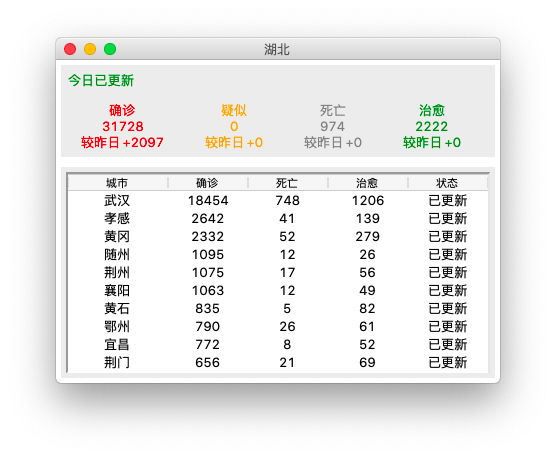 湖北
今日已更新
确诊 疑似 死亡 治愈
31728 0 974 2222
较昨日+2097 较昨日+0 较昨日+0 较昨日+0
城市 确诊 死亡 治愈 状态
武汉 18454 748 1206 已更新
孝感 2642 41 139 已更新
黄冈 2332 52 279 已更新
随州 1095 12 26 已更新
荆州 1075 17 56 已更新
襄阳 1063 12 49 已更新
黄石 835 5 82 已更新
鄂州 790 26 61 已更新
宜昌 772 8 52 已更新
荆门 656 21 69 已更新